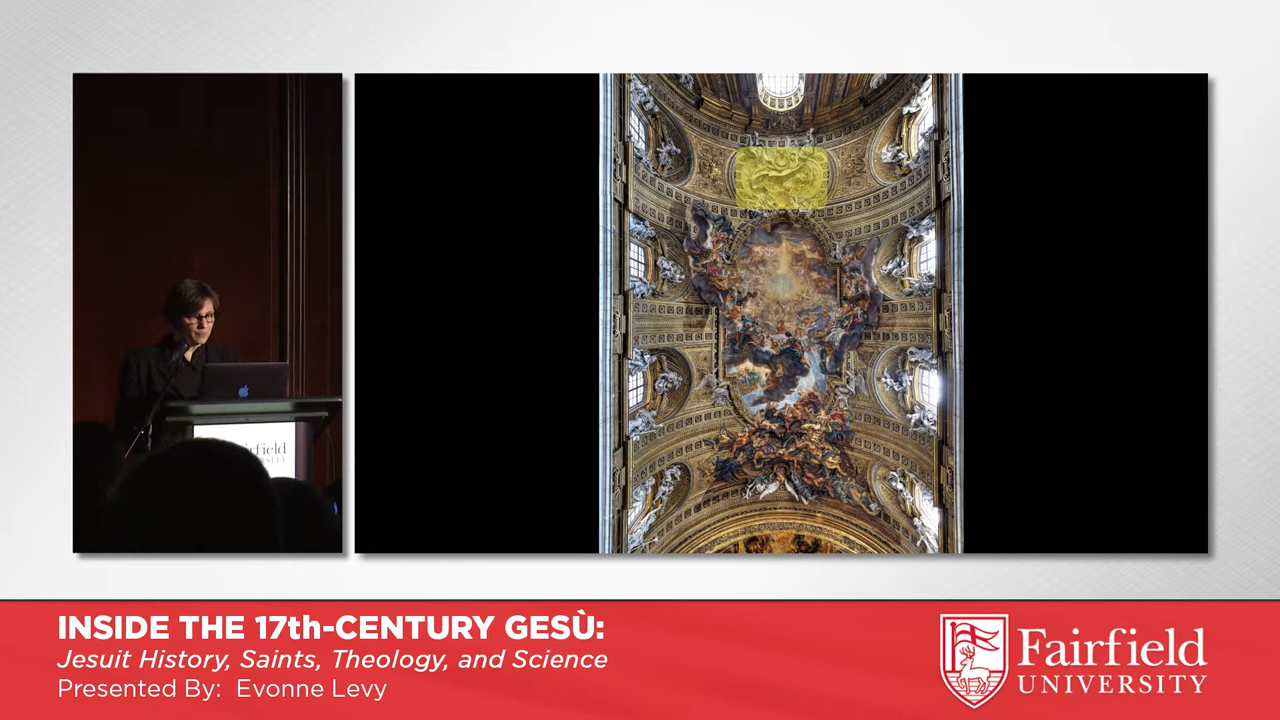 INSIDE THE 17th-CENTURY GESÙ:
Jesuit History, Saints, Theology, and Science
Presented By: Evonne Levy
Fairfield
UNIVERSITY